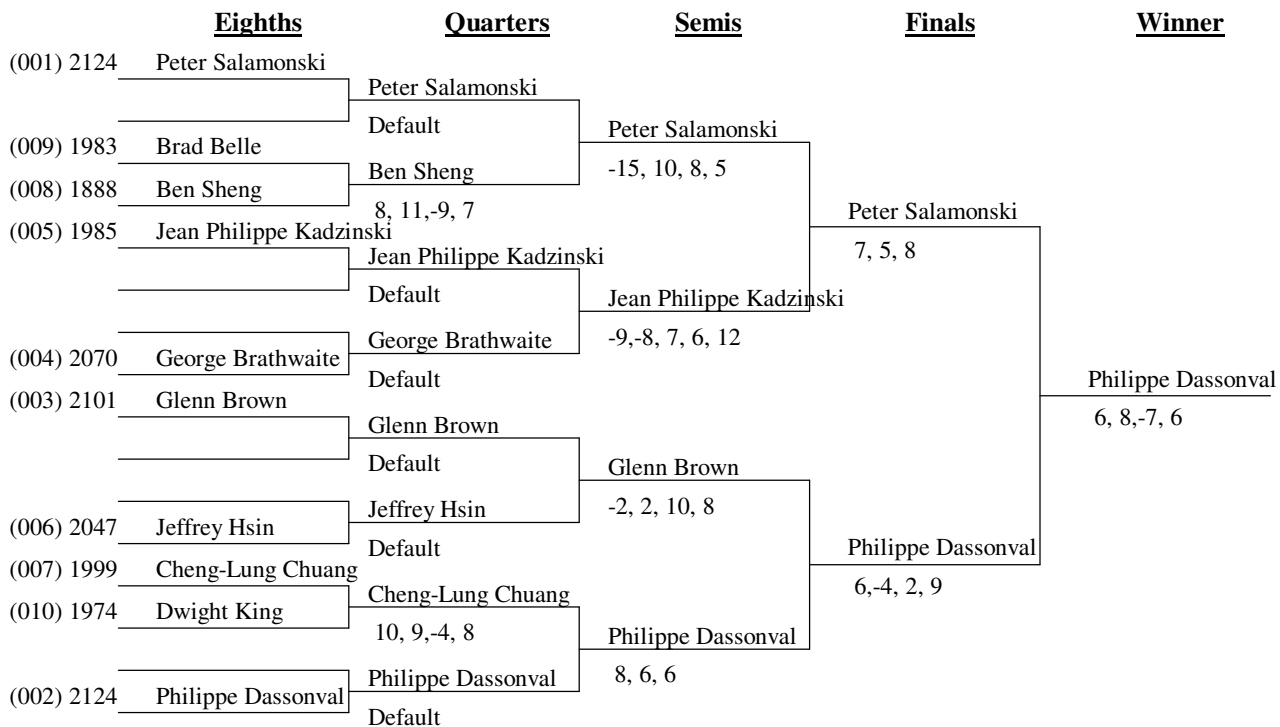 Eighths Quarters Semis Finals Winner
(001) 2124 Peter Salamonski
Peter Salamonski
Default
Peter Salamonski
(009) 1983 Brad Belle
-15, 10, 8, 5
Ben Sheng
(008) 1888 Ben Sheng
8, 11,-9, 7
Peter Salamonski
(005) 1985 Jean Philippe Kadzinski
7, 5, 8
Jean Philippe Kadzinski
Default
Jean Philippe Kadzinski
George Brathwaite
-9,-8, 7, 6, 12
(004) 2070 George Brathwaite
Default
Philippe Dassonval
(003) 2101 Glenn Brown
6, 8,-7, 6
Glenn Brown
Default
Glenn Brown
-2, 2, 10, 8
Jeffrey Hsin
(006) 2047 Jeffrey Hsin
Default
Philippe Dassonval
(007) 1999 Cheng-Lung Chuang
6,-4, 2, 9
Cheng-Lung Chuang
(010) 1974 Dwight King
10, 9,-4, 8
Philippe Dassonval
8, 6, 6
Philippe Dassonval
(002) 2124 Philippe Dassonval
Default